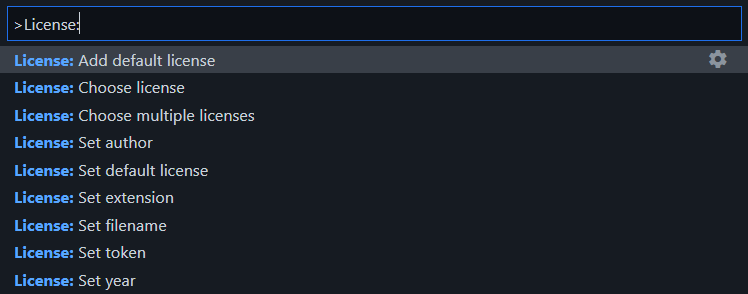 >License:
License: Add default license
License: Choose license
License: Choose multiple licenses
License: Set author
License: Set default license
License: Set extension
License: Set filename
License: Set token
License: Set year